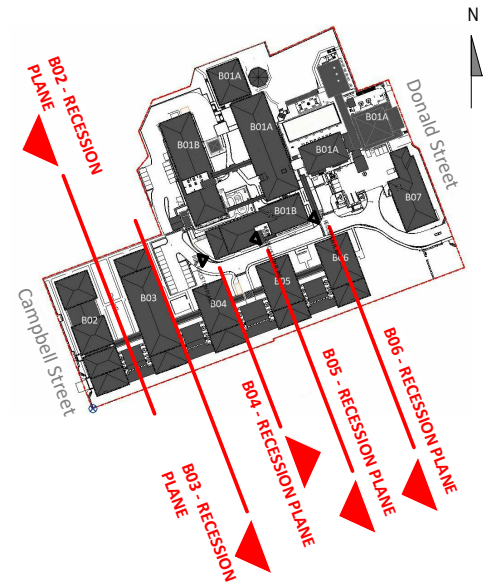 N
B02 - RECESSION
PLANE
B01A
B01A
B01A
B01B
B01A
Donald Street
B07
B01B
B06
B05
B04
B03
B02
Campbell Street
B03 - RECESSION
PLANE
B04 - RECESSION PLANE
B05 - RECESSION PLANE
B06 - RECESSION PLANE